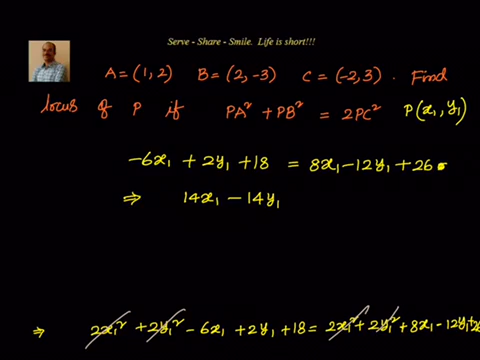 Serve - Share - Smile. Life is short!!!
A = (1, 2) B = (2, -3) C = (-2, 3). Find
locus of P if PA² + PB² = 2PC² P(x₁, y₁)
-6x₁ + 2y₁ + 18 = 8x₁ - 12y₁ + 26
⇒ 14x₁ - 14y₁
⇒ 2x₁² + 2y₁² - 6x₁ + 2y₁ + 18 = 2x₁² + 2y₁² + 8x₁ - 12y₁ + 26